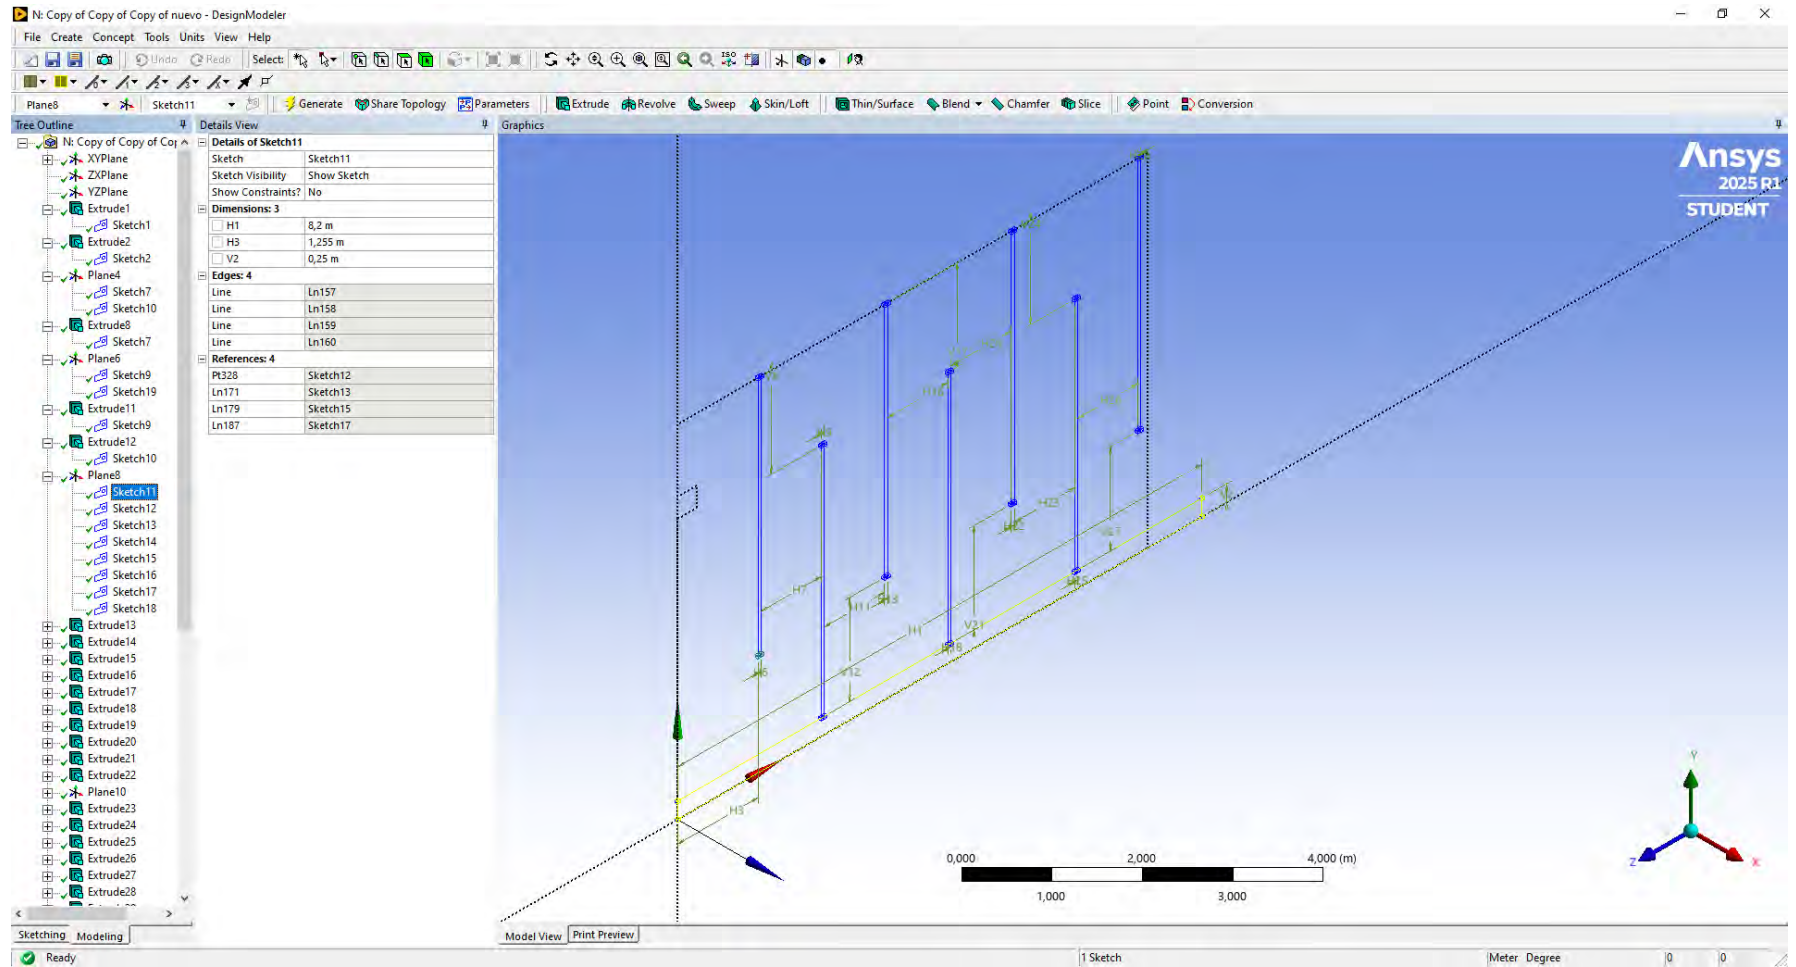 N: Copy of Copy of Copy of nuevo - DesignModeler
File Create Concept Tools Units View Help
Undo Redo Select: ISO
Plane8 Sketch11 Generate Share Topology Parameters Extrude Revolve Sweep Skin/Loft Thin/Surface Blend Chamfer Slice Point Conversion
Tree Outline
N: Copy of Copy of Cop
XYPlane
ZXPlane
YZPlane
Extrude1
Sketch1
Extrude2
Sketch2
Plane4
Sketch7
Sketch10
Extrude8
Sketch7
Plane6
Sketch9
Sketch19
Extrude11
Sketch9
Extrude12
Sketch10
Plane8
Sketch11
Sketch12
Sketch13
Sketch14
Sketch15
Sketch16
Sketch17
Sketch18
Extrude13
Extrude14
Extrude15
Extrude16
Extrude17
Extrude18
Extrude19
Extrude20
Extrude21
Extrude22
Plane10
Extrude23
Extrude24
Extrude25
Extrude26
Extrude27
Extrude28
Sketching Modeling
Details View
Details of Sketch11
Sketch Sketch11
Sketch Visibility Show Sketch
Show Constraints? No
Dimensions: 3
H1 8,2 m
H3 1,255 m
V2 0,25 m
Edges: 4
Line Ln157
Line Ln158
Line Ln159
Line Ln160
References: 4
Pt328 Sketch12
Ln171 Sketch13
Ln179 Sketch15
Ln187 Sketch17
Graphics
Ansys
2025 R1
STUDENT
H23
H7
H11
H1
V21
V12
H3
Y
Z
X
0,000 2,000 4,000 (m)
1,000 3,000
Model View Print Preview
Ready 1 Sketch Meter Degree 0 0